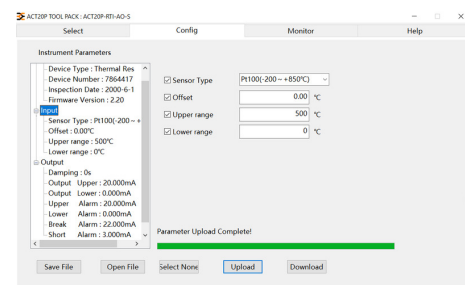 ACT20P TOOL PACK : ACT20P-RTI-AO-S
Select
Config
Monitor
Help
Instrument Parameters
Device Type : Thermal Res
Device Number : 7864417
Inspection Date : 2000-6-1
Firmware Version : 2.20
Input
Sensor Type : Pt100(-200 ~ +
Offset : 0.00℃
Upper range : 500℃
Lower range : 0℃
Output
Damping : 0s
Output Upper : 20.000mA
Output Lower : 0.000mA
Upper Alarm : 20.000mA
Lower Alarm : 0.000mA
Break Alarm : 22.000mA
Short Alarm : 3.000mA
Sensor Type Pt100(-200 ~ +850℃)
Offset 0.00 ℃
Upper range 500 ℃
Lower range 0 ℃
Parameter Upload Complete!
Save File
Open File
Select None
Upload
Download